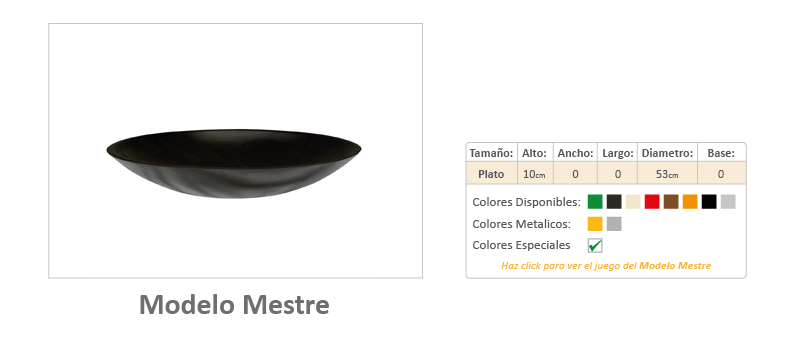 Modelo Mestre
Tamaño: Alto: Ancho: Largo: Diametro: Base:
Plato 10cm 0 0 53cm 0
Colores Disponibles:
Colores Metalicos:
Colores Especiales
Haz click para ver el juego del Modelo Mestre